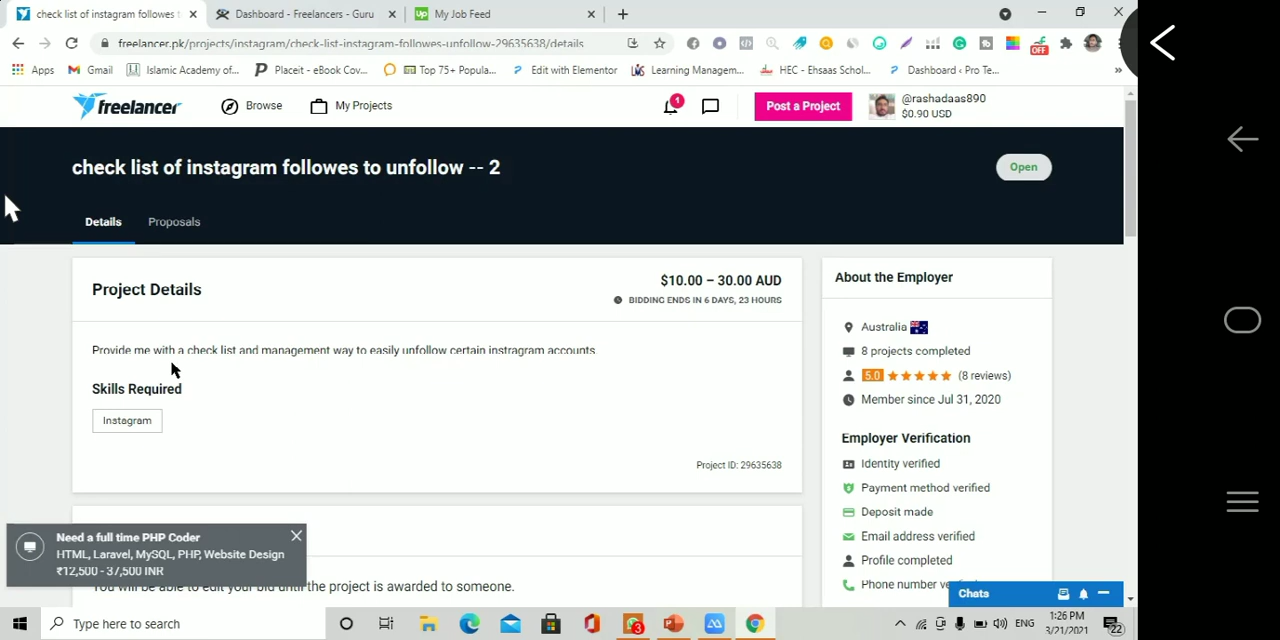 check list of instagram followes t
Dashboard - Freelancers - Guru
My Job Feed
freelancer.pk/projects/instagram/check-list-instagram-followes-unfollow-29635638/details
Apps
Gmail
Islamic Academy of...
Placeit - eBook Cov...
Top 75+ Popula...
Edit with Elementor
Learning Managem...
HEC - Ehsaas Schol...
Dashboard ‹ Pro Te...
»
OFF
freelancer
Browse
My Projects
1
Post a Project
@rashadaas890
$0.90 USD
check list of instagram followes to unfollow -- 2
Open
Details
Proposals
Project Details
$10.00 – 30.00 AUD
BIDDING ENDS IN 6 DAYS, 23 HOURS
Provide me with a check list and management way to easily unfollow certain instragram accounts
Skills Required
Instagram
Project ID: 29635638
About the Employer
Australia
8 projects completed
5.0 ★★★★★ (8 reviews)
Member since Jul 31, 2020
Employer Verification
Identity verified
Payment method verified
Deposit made
Email address verified
Profile completed
Phone number ve
Need a full time PHP Coder
HTML, Laravel, MySQL, PHP, Website Design
₹12,500 - 37,500 INR
You will be able to edit your bid until the project is awarded to someone.
Chats
Type here to search
3
ENG
1:26 PM
3/21/2021
22